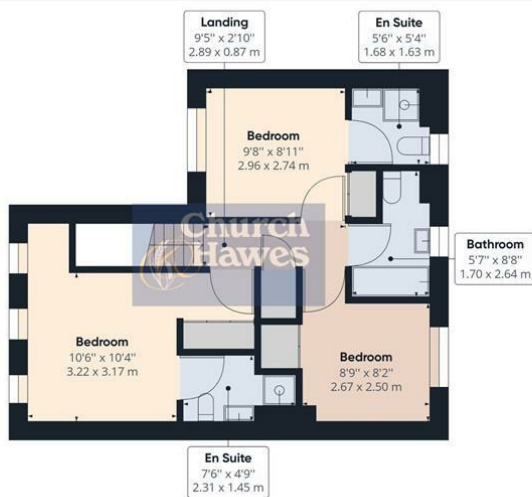 Landing
9'5" x 2'10"
2.89 x 0.87 m
En Suite
5'6" x 5'4"
1.68 x 1.63 m
Bedroom
9'8" x 8'11"
2.96 x 2.74 m
Church
Hawes
Bathroom
5'7" x 8'8"
1.70 x 2.64 m
Bedroom
10'6" x 10'4"
3.22 x 3.17 m
Bedroom
8'9" x 8'2"
2.67 x 2.50 m
En Suite
7'6" x 4'9"
2.31 x 1.45 m